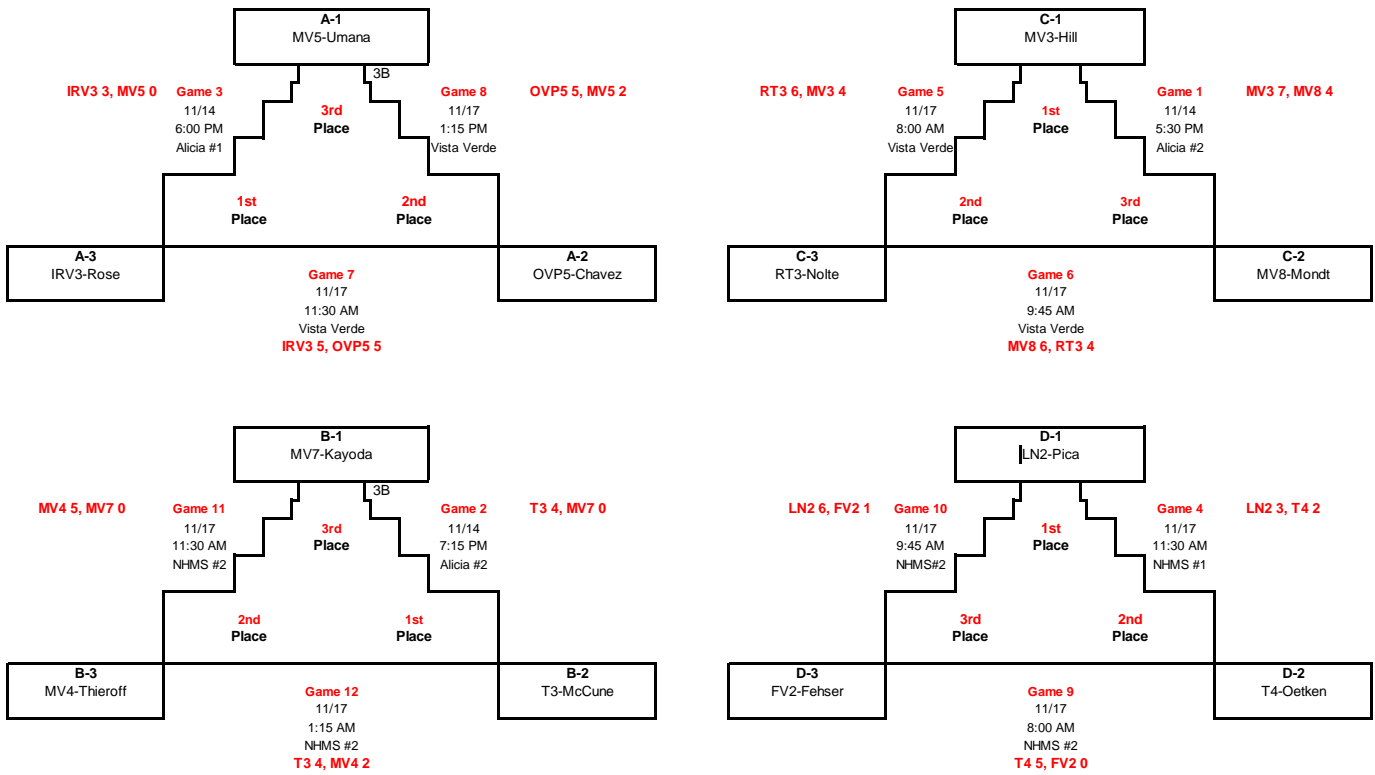 A-1
MV5-Umana
3B
IRV3 3, MV5 0
Game 3
11/14
6:00 PM
Alicia #1
3rd
Place
Game 8
11/17
1:15 PM
Vista Verde
OVP5 5, MV5 2
1st
Place
2nd
Place
A-3
IRV3-Rose
A-2
OVP5-Chavez
Game 7
11/17
11:30 AM
Vista Verde
IRV3 5, OVP5 5
C-1
MV3-Hill
RT3 6, MV3 4
Game 5
11/17
8:00 AM
Vista Verde
1st
Place
Game 1
11/14
5:30 PM
Alicia #2
MV3 7, MV8 4
2nd
Place
3rd
Place
C-3
RT3-Nolte
C-2
MV8-Mondt
Game 6
11/17
9:45 AM
Vista Verde
MV8 6, RT3 4
B-1
MV7-Kayoda
3B
MV4 5, MV7 0
Game 11
11/17
11:30 AM
NHMS #2
3rd
Place
Game 2
11/14
7:15 PM
Alicia #2
T3 4, MV7 0
2nd
Place
1st
Place
B-3
MV4-Thieroff
B-2
T3-McCune
Game 12
11/17
1:15 AM
NHMS #2
T3 4, MV4 2
D-1
LN2-Pica
LN2 6, FV2 1
Game 10
11/17
9:45 AM
NHMS#2
1st
Place
Game 4
11/17
11:30 AM
NHMS #1
LN2 3, T4 2
3rd
Place
2nd
Place
D-3
FV2-Fehser
D-2
T4-Oetken
Game 9
11/17
8:00 AM
NHMS #2
T4 5, FV2 0